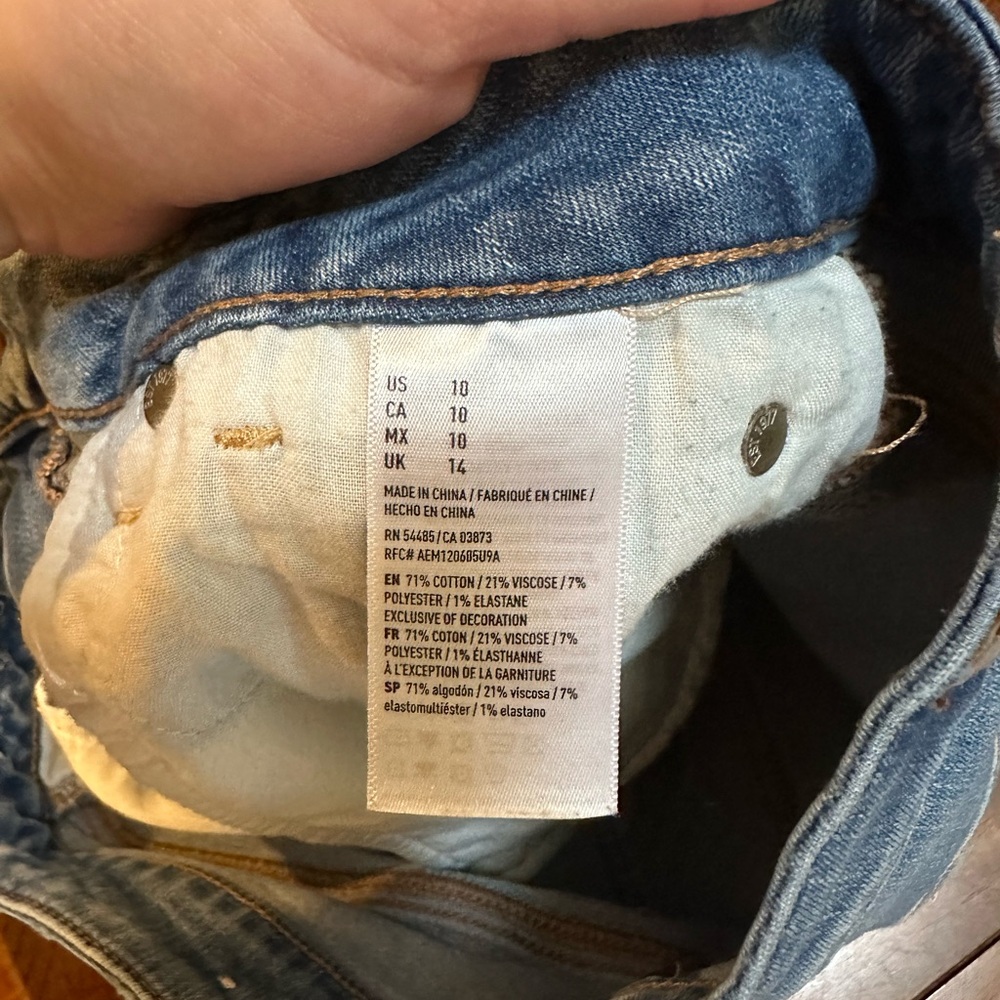 US 10
CA 10
MX 10
UK 14
MADE IN CHINA / FABRIQUÉ EN CHINE /
HECHO EN CHINA
RN 54485/CA 03873
RFC# AEM120605U9A
EN 71% COTTON / 21% VISCOSE / 7%
POLYESTER / 1% ELASTANE
EXCLUSIVE OF DECORATION
FR 71% COTON / 21% VISCOSE / 7%
POLYESTER / 1% ÉLASTHANNE
À L'EXCEPTION DE LA GARNITURE
SP 71% algodón / 21% viscosa / 7%
elastomultiéster / 1% elastano
EST 1977